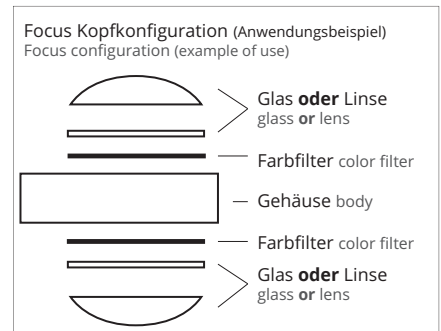 Focus Kopfkonfiguration (Anwendungsbeispiel)
Focus configuration (example of use)
Glas oder Linse
glass or lens
Farbfilter color filter
Gehäuse body
Farbfilter color filter
Glas oder Linse
glass or lens